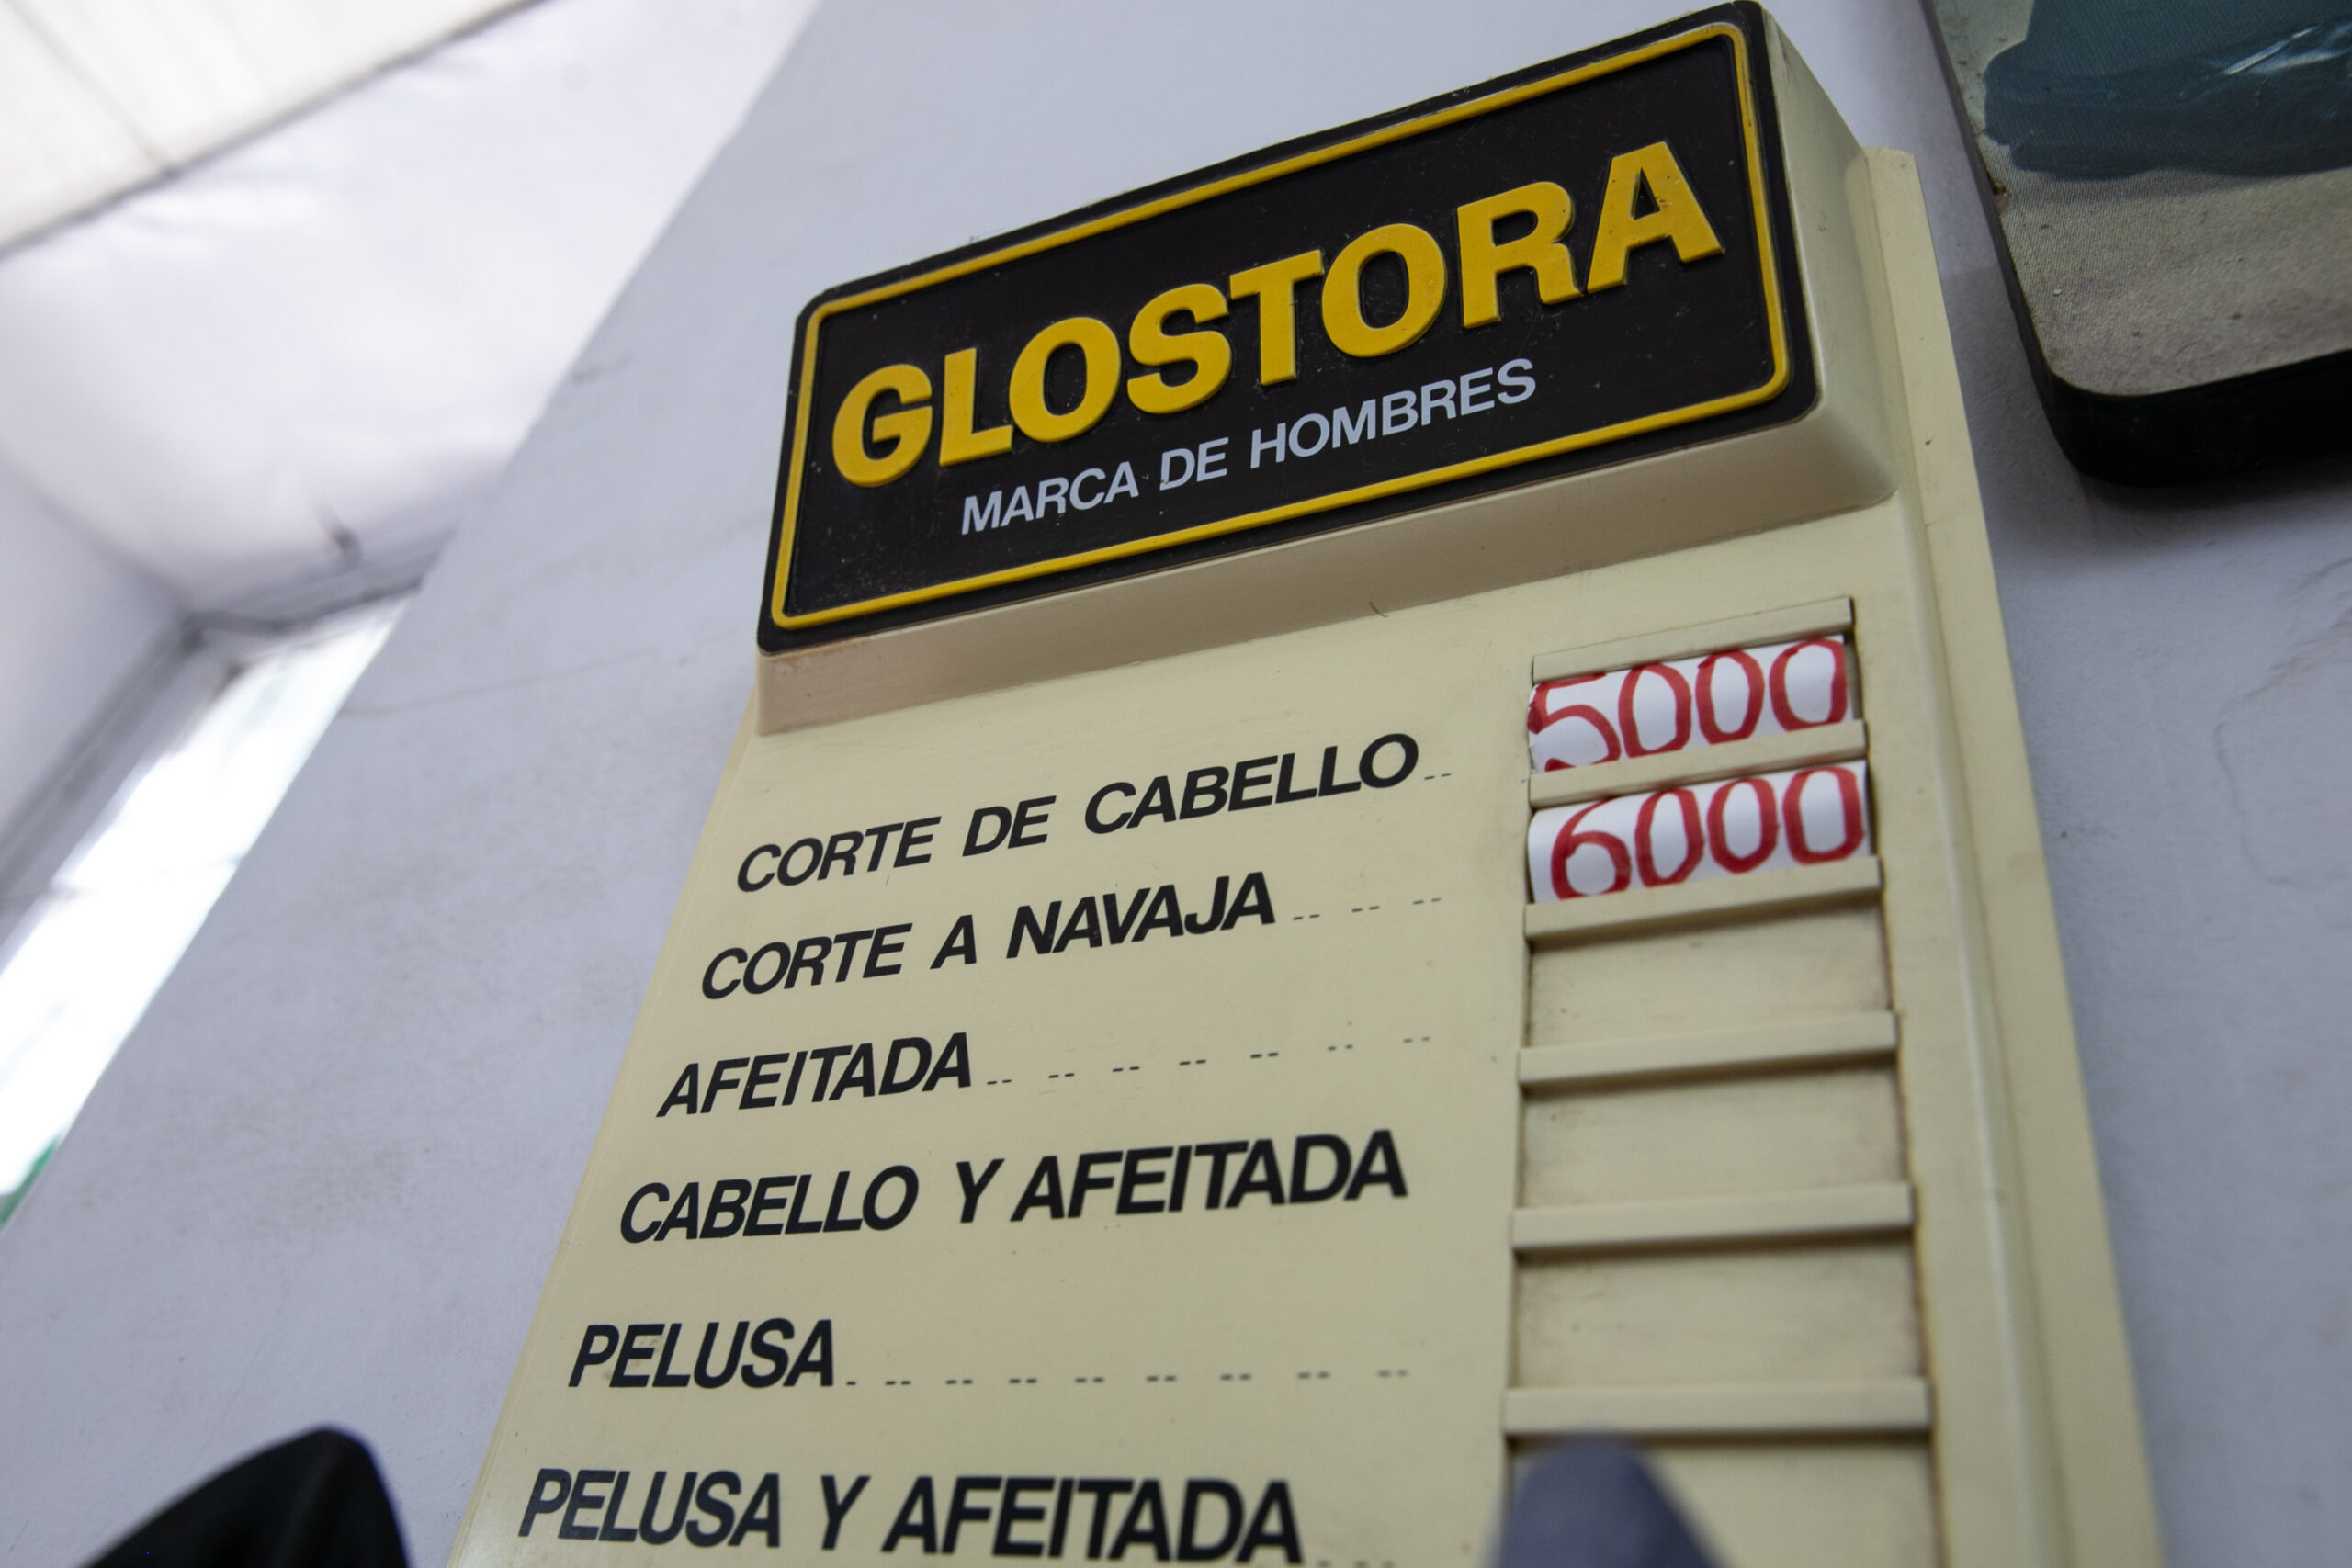 GLOSTORA
MARCA DE HOMBRES
CORTE DE CABELLO 5000
CORTE A NAVAJA 6000
AFEITADA
CABELLO Y AFEITADA
PELUSA
PELUSA Y AFEITADA